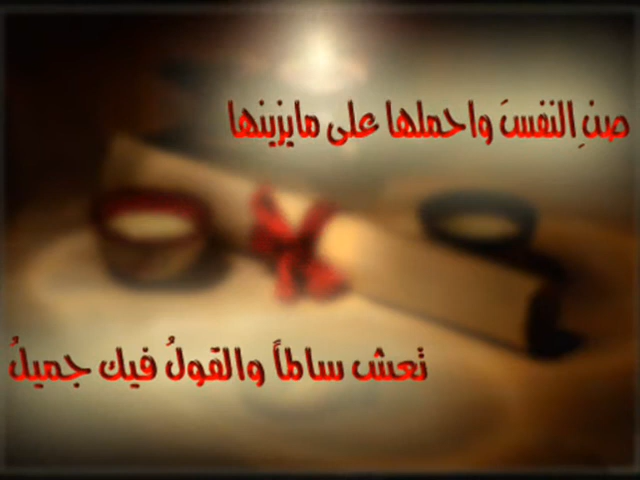 صنِ النفسَ واحملها على مايزينها
تعش سالماً والقولُ فيك جميلُ